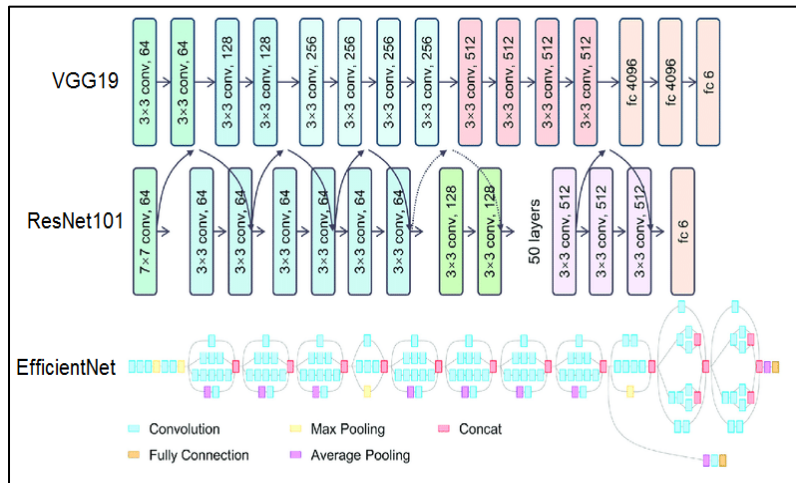 VGG19
3×3 conv, 64
3×3 conv, 64
3×3 conv, 128
3×3 conv, 128
3×3 conv, 256
3×3 conv, 256
3×3 conv, 256
3×3 conv, 256
3×3 conv, 512
3×3 conv, 512
3×3 conv, 512
3×3 conv, 512
fc 4096
fc 4096
fc 6
ResNet101
7×7 conv, 64
3×3 conv, 64
3×3 conv, 64
3×3 conv, 64
3×3 conv, 64
3×3 conv, 64
3×3 conv, 64
3×3 conv, 128
3×3 conv, 128
50 layers
3×3 conv, 512
3×3 conv, 512
3×3 conv, 512
fc 6
EfficientNet
Convolution
Max Pooling
Concat
Fully Connection
Average Pooling